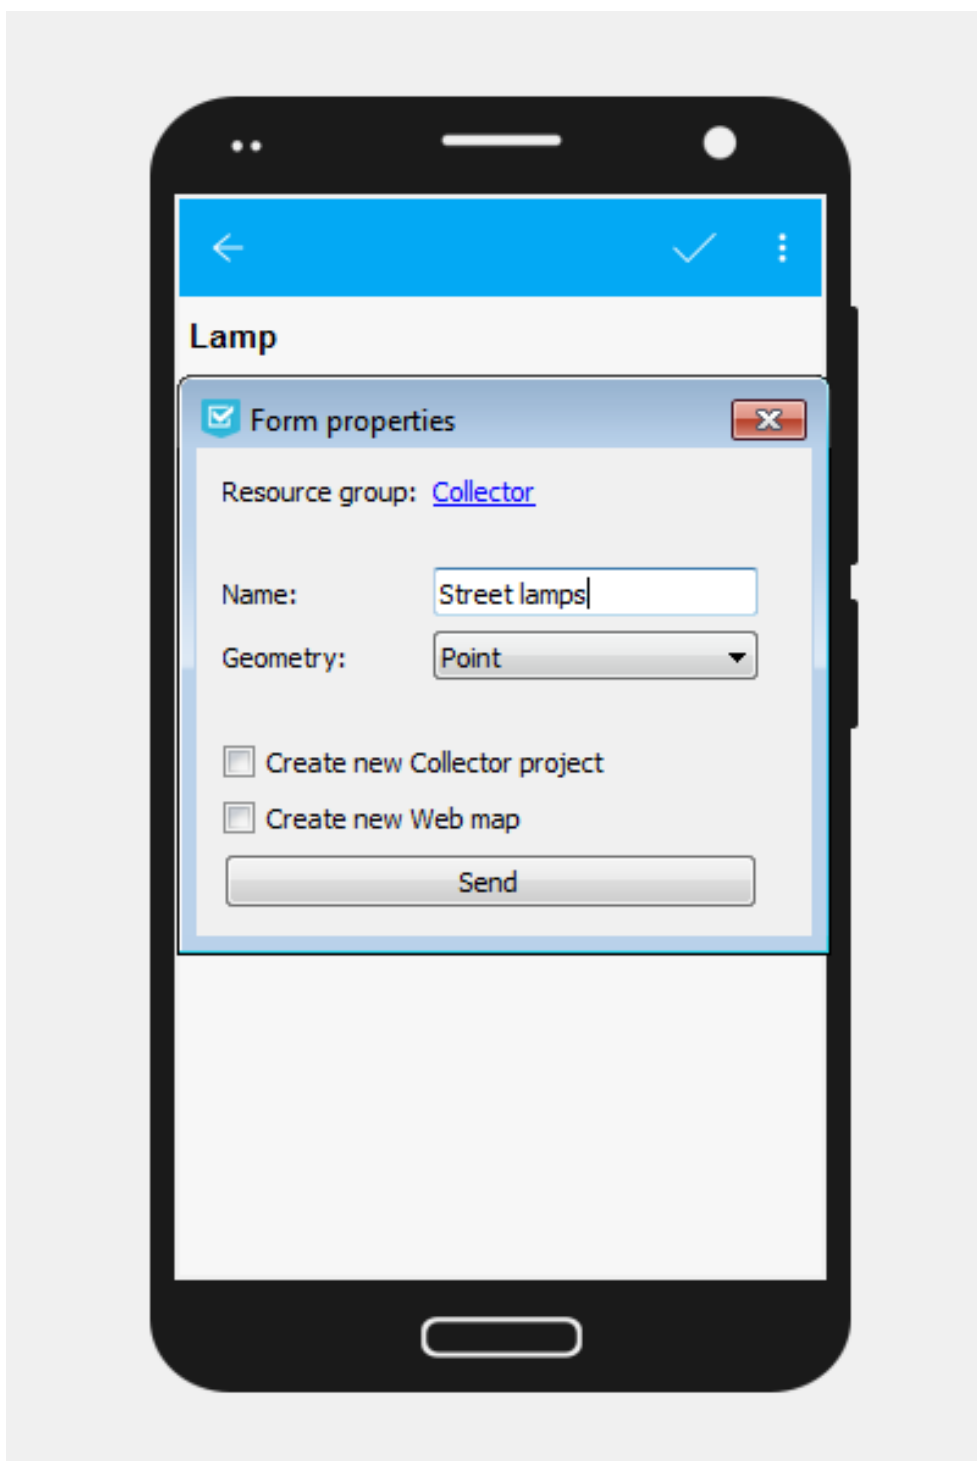 Lamp
Form properties
Resource group: Collector
Name: Street lamps
Geometry: Point
Create new Collector project
Create new Web map
Send